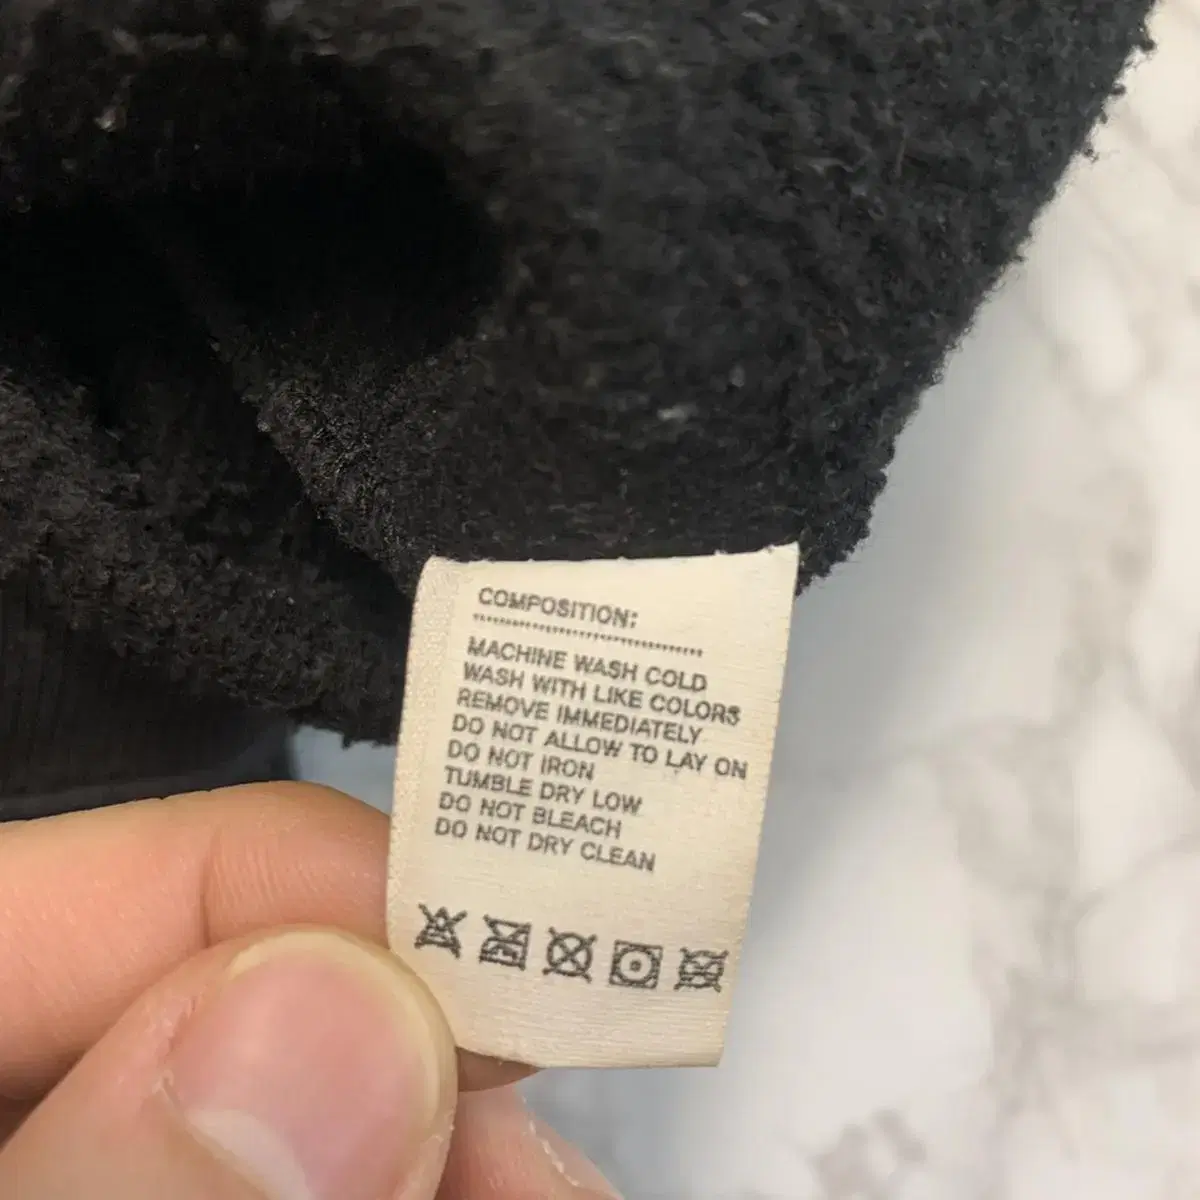 COMPOSITION:
MACHINE WASH COLD
WASH WITH LIKE COLORS
REMOVE IMMEDIATELY
DO NOT ALLOW TO LAY ON
DO NOT IRON
TUMBLE DRY LOW
DO NOT BLEACH
DO NOT DRY CLEAN